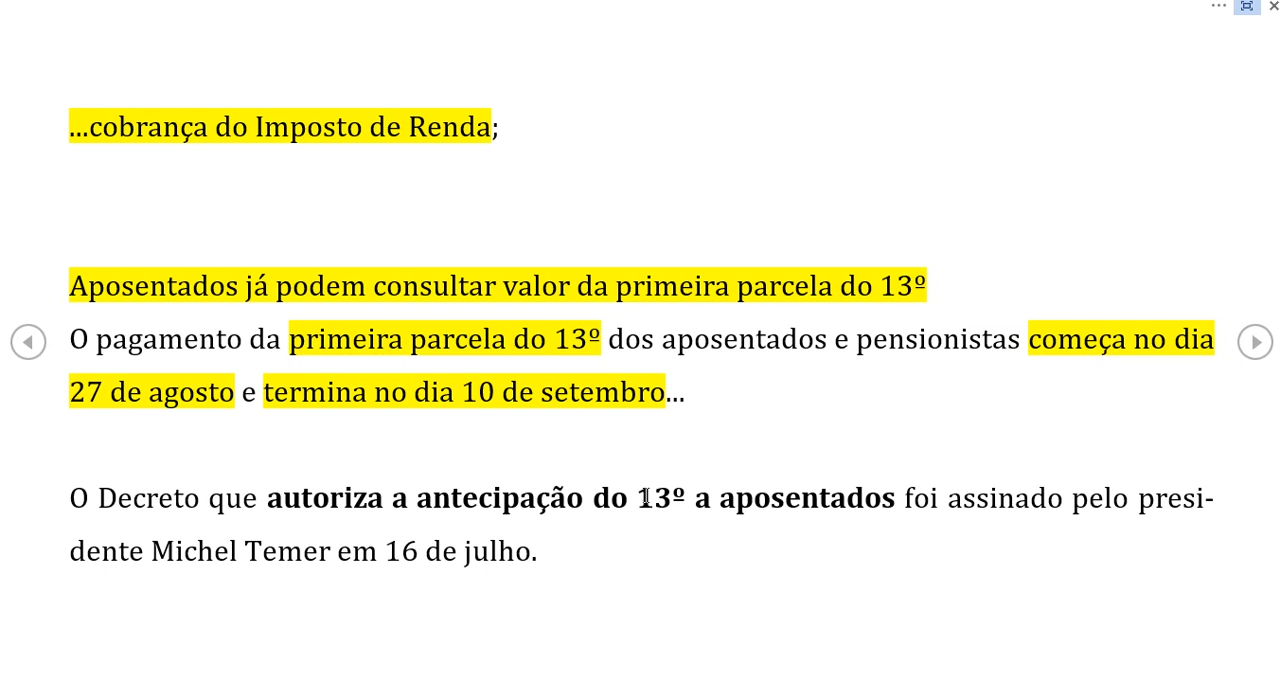 ...cobrança do Imposto de Renda;
Aposentados já podem consultar valor da primeira parcela do 13º
O pagamento da primeira parcela do 13º dos aposentados e pensionistas começa no dia
27 de agosto e termina no dia 10 de setembro...
O Decreto que autoriza a antecipação do 13º a aposentados foi assinado pelo presi-
dente Michel Temer em 16 de julho.